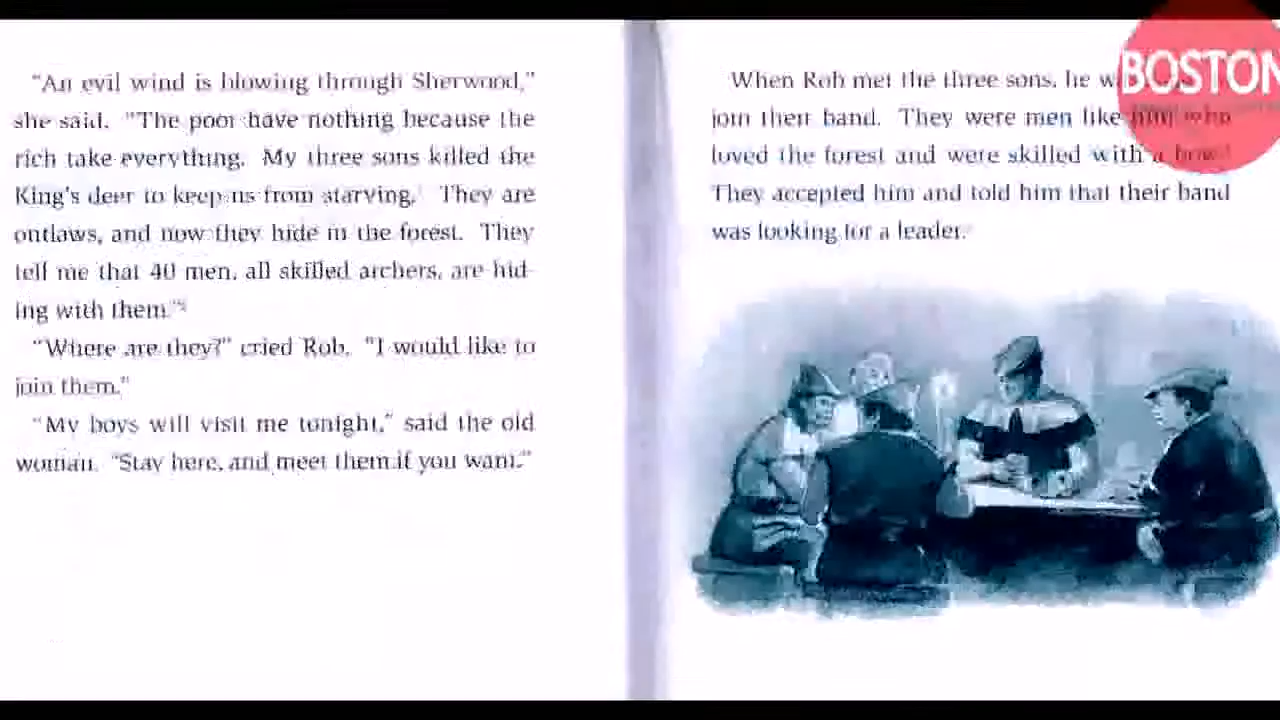 "An evil wind is blowing through Sherwood,"
she said. "The poor have nothing because the
rich take everything. My three sons killed the
King's deer to keep us from starving. They are
outlaws, and now they hide in the forest. They
tell me that 40 men, all skilled archers, are hid-
ing with them."
"Where are they?" cried Rob. "I would like to
join them."
"My boys will visit me tonight," said the old
woman. "Stay here, and meet them if you want."
When Rob met the three sons, he
join their band. They were men like him who
loved the forest and were skilled with a bow.
They accepted him and told him that their band
was looking for a leader.
BOSTON